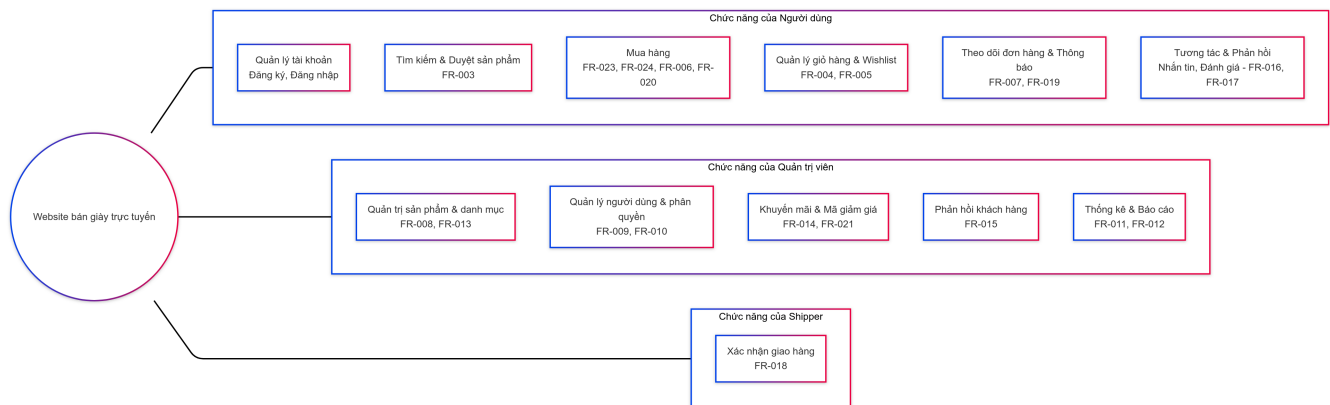 Chức năng của Người dùng
Quản lý tài khoản
Đăng ký, Đăng nhập
Tìm kiếm & Duyệt sản phẩm
FR-003
Mua hàng
FR-023, FR-024, FR-006, FR-
020
Quản lý giỏ hàng & Wishlist
FR-004, FR-005
Theo dõi đơn hàng & Thông
báo
FR-007, FR-019
Tương tác & Phản hồi
Nhắn tin, Đánh giá - FR-016,
FR-017
Website bán giày trực tuyến
Chức năng của Quản trị viên
Quản trị sản phẩm & danh mục
FR-008, FR-013
Quản lý người dùng & phân
quyền
FR-009, FR-010
Khuyến mãi & Mã giảm giá
FR-014, FR-021
Phản hồi khách hàng
FR-015
Thống kê & Báo cáo
FR-011, FR-012
Chức năng của Shipper
Xác nhận giao hàng
FR-018